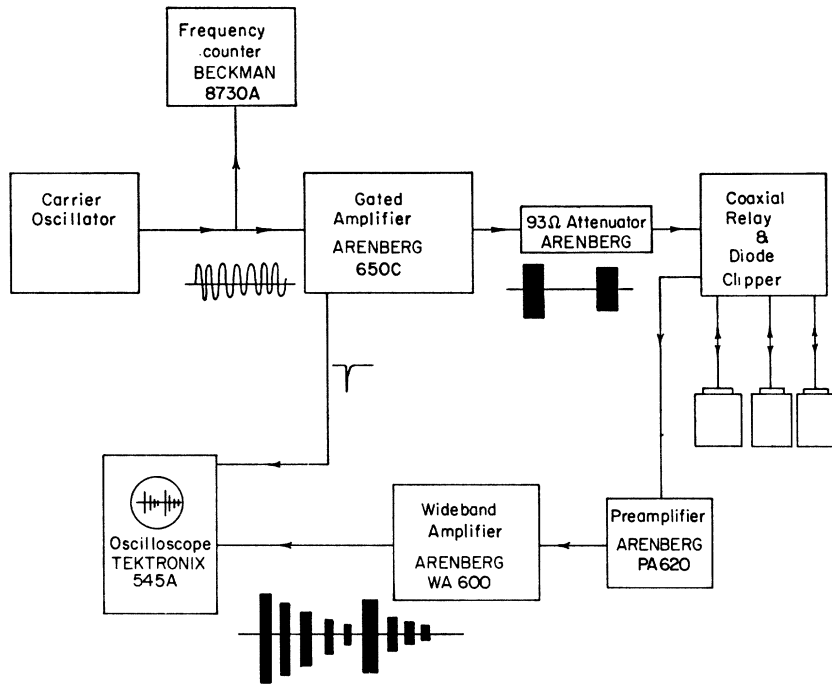 Frequency
counter
BECKMAN
8730A
Carrier
Oscillator
Gated
Amplifier
ARENBERG
650C
93Ω Attenuator
ARENBERG
Coaxial
Relay
&
Diode
Clipper
Oscilloscope
TEKTRONIX
545A
Wideband
Amplifier
ARENBERG
WA 600
Preamplifier
ARENBERG
PA620